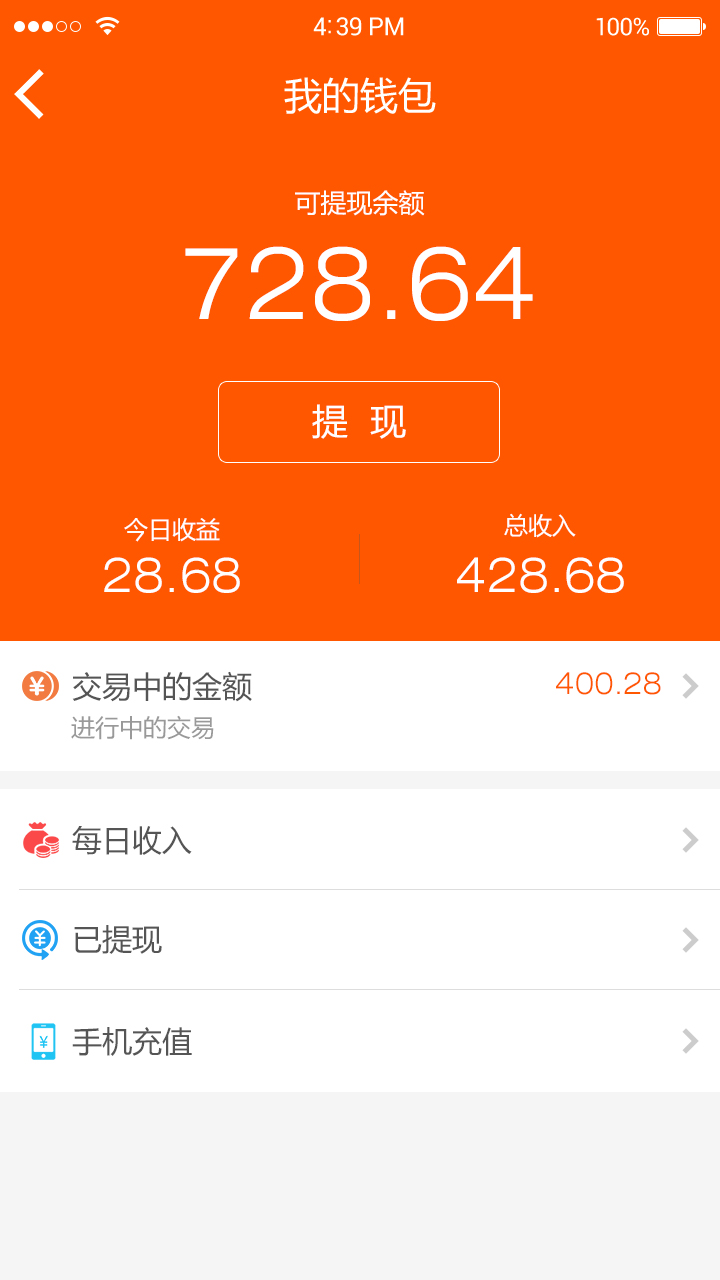 4:39 PM 100%
我的钱包
可提现余额
728.64
提 现
今日收益 总收入
28.68 428.68
¥ 交易中的金额 400.28
进行中的交易
每日收入
¥ 已提现
¥ 手机充值